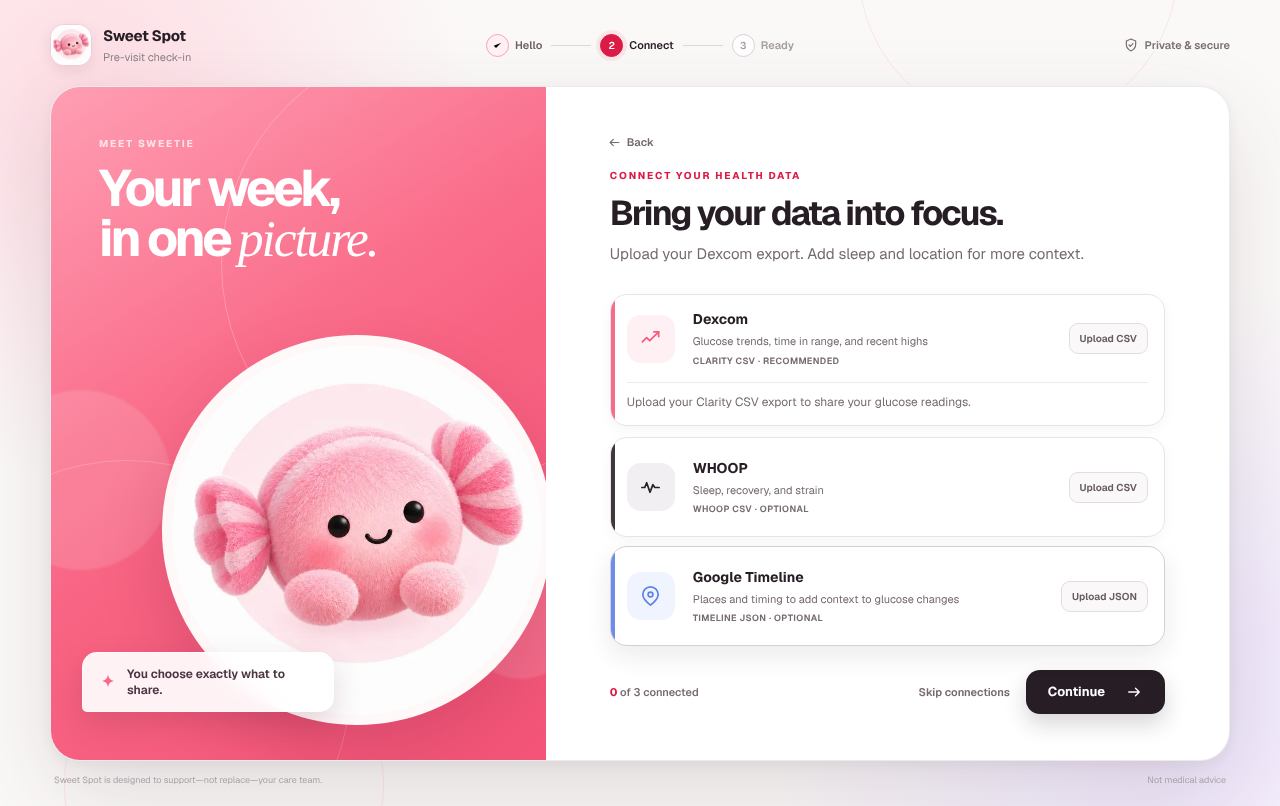 Sweet Spot
Pre-visit check-in
Hello
2 Connect
3 Ready
Private & secure
MEET SWEETIE
Your week,
in one picture.
You choose exactly what to
share.
Back
CONNECT YOUR HEALTH DATA
Bring your data into focus.
Upload your Dexcom export. Add sleep and location for more context.
Dexcom
Glucose trends, time in range, and recent highs
CLARITY CSV · RECOMMENDED
Upload CSV
Upload your Clarity CSV export to share your glucose readings.
WHOOP
Sleep, recovery, and strain
WHOOP CSV · OPTIONAL
Upload CSV
Google Timeline
Places and timing to add context to glucose changes
TIMELINE JSON · OPTIONAL
Upload JSON
0 of 3 connected
Skip connections
Continue
Sweet Spot is designed to support—not replace—your care team.
Not medical advice